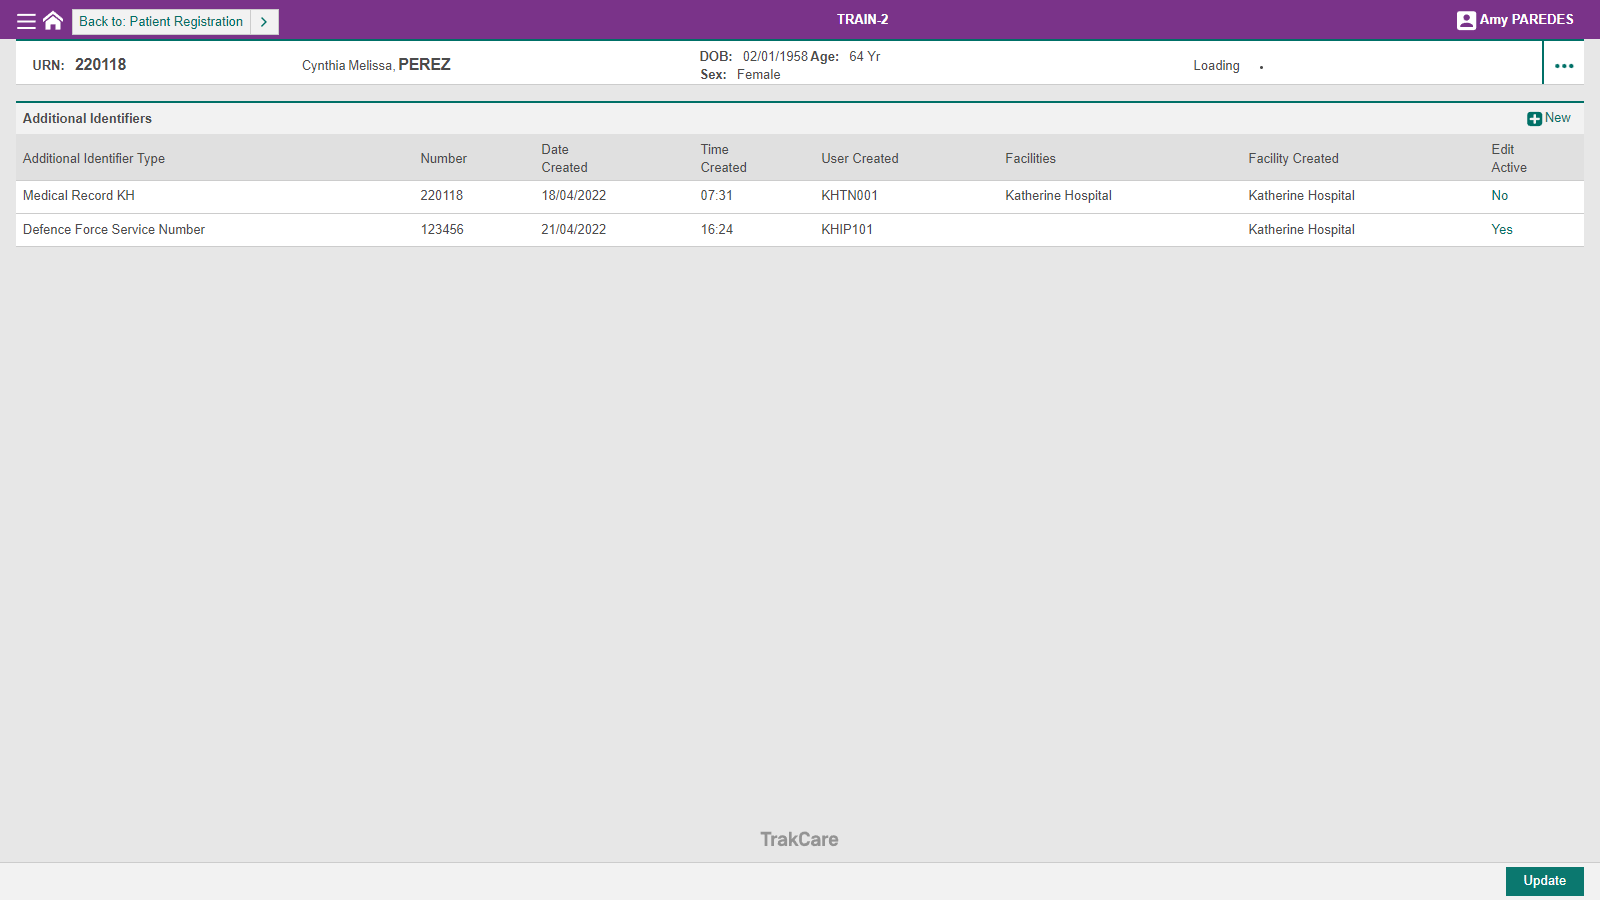 Back to: Patient Registration
TRAIN-2
Amy PAREDES
URN: 220118
Cynthia Melissa, PEREZ
DOB: 02/01/1958 Age: 64 Yr
Sex: Female
Loading .
Additional Identifiers
New
Additional Identifier Type Number Date Created Time Created User Created Facilities Facility Created Edit Active
Medical Record KH 220118 18/04/2022 07:31 KHTN001 Katherine Hospital Katherine Hospital No
Defence Force Service Number 123456 21/04/2022 16:24 KHIP101 Katherine Hospital Yes
TrakCare
Update